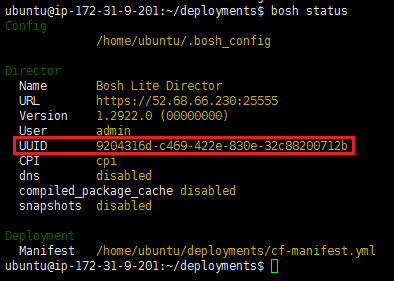 ubuntu@ip-172-31-9-201:~/deployments$ bosh status
Config
/home/ubuntu/.bosh_config
Director
Name Bosh Lite Director
URL https://52.68.66.230:25555
Version 1.2922.0 (00000000)
User admin
UUID 9204316d-c469-422e-830e-32c88200712b
CPI cpi
dns disabled
compiled_package_cache disabled
snapshots disabled
Deployment
Manifest /home/ubuntu/deployments/cf-manifest.yml
ubuntu@ip-172-31-9-201:~/deployments$